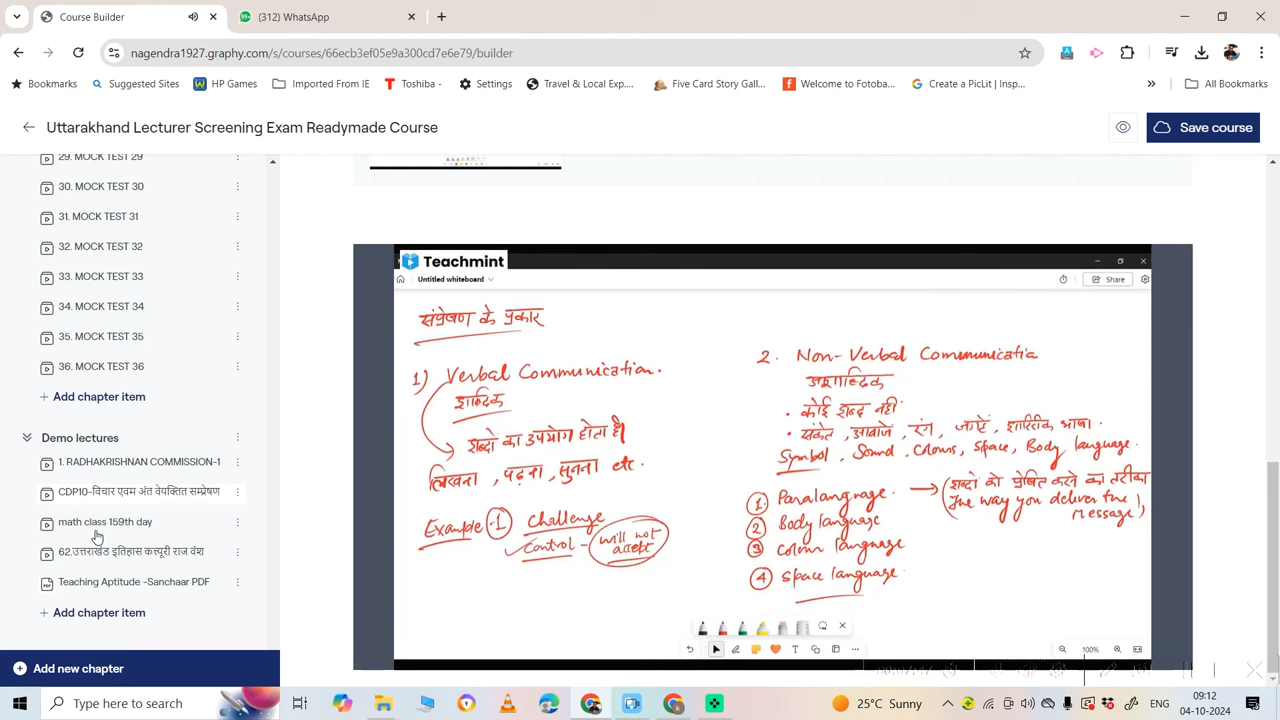 Course Builder
(312) WhatsApp
nagendra1927.graphy.com/s/courses/66ecb3ef05e9a300cd7e6e79/builder
Bookmarks
Suggested Sites
HP Games
Imported From IE
Toshiba -
Settings
Travel & Local Exp...
Five Card Story Gall...
Welcome to Fotoba...
Create a PicLit | Insp...
All Bookmarks
Uttarakhand Lecturer Screening Exam Readymade Course
Save course
29. MOCK TEST 29
30. MOCK TEST 30
31. MOCK TEST 31
32. MOCK TEST 32
33. MOCK TEST 33
34. MOCK TEST 34
35. MOCK TEST 35
36. MOCK TEST 36
+ Add chapter item
Demo lectures
1. RADHAKRISHNAN COMMISSION-1
CDP10-विचार एवम अंत वेयक्तित सम्प्रेषण
math class 159th day
62.उत्तराखंड इतिहास कत्यूरी राज वंश
Teaching Aptitude -Sanchaar PDF
+ Add chapter item
Add new chapter
Teachmint
Untitled whiteboard
Share
संप्रेषण के प्रकार
1) Verbal Communication.
शाब्दिक
शब्दों का उपयोग होता है
लिखना, पढ़ना, सुनना etc.
Example - 1 Challenge
Control - will not
accept
2. Non-Verbal Communication
अशाब्दिक
• कोई शब्द नहीं.
• संकेत, आवाजें, रंग, जगहें, शारिरिक भाषा.
Symbol, Sound, Colours, Space, Body language.
1 Paralanguage. → (शब्दों को प्रेषित करने का तरीका
The way you deliver the
Message)
2 Body language
3 Colour language
4 Space language
100%
Type here to search
25°C Sunny
ENG
09:12
04-10-2024